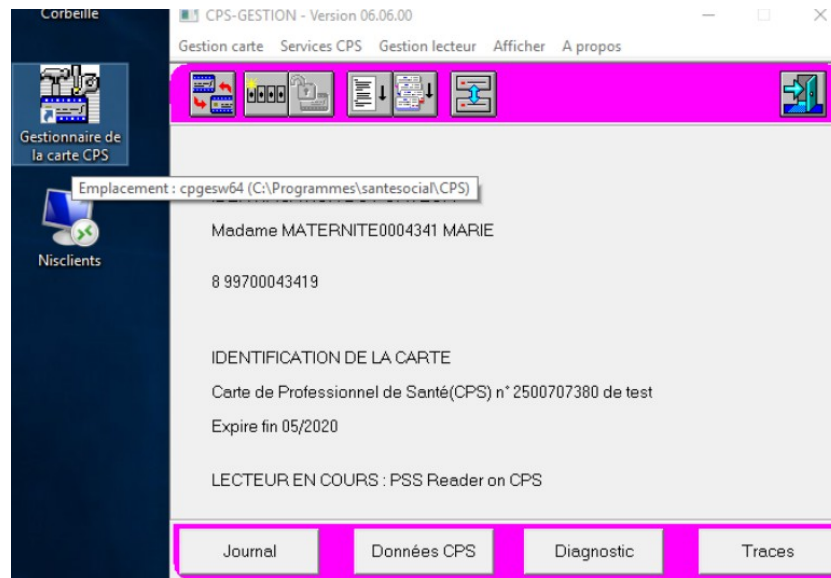 Corbeille
CPS-GESTION - Version 06.06.00
Gestion carte Services CPS Gestion lecteur Afficher A propos
Gestionnaire de
la carte CPS
Emplacement : cpgesw64 (C:\Programmes\santesocial\CPS)
Madame MATERNITE0004341 MARIE
Nisclients
8 99700043419
IDENTIFICATION DE LA CARTE
Carte de Professionnel de Santé(CPS) n° 2500707380 de test
Expire fin 05/2020
LECTEUR EN COURS : PSS Reader on CPS
Journal Données CPS Diagnostic Traces